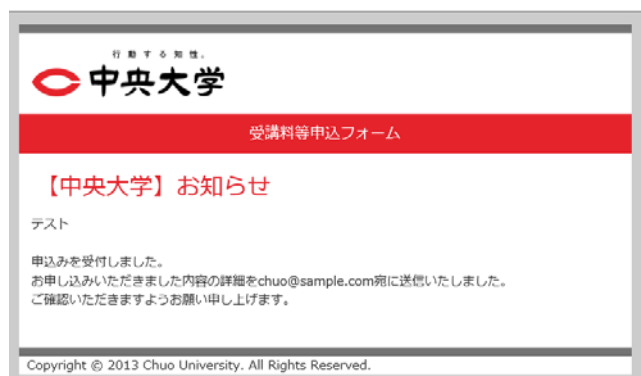 行動する知性。
中央大学
受講料等申込フォーム
【中央大学】お知らせ
テスト
申込みを受付しました。
お申し込みいただきました内容の詳細をchuo@sample.com宛に送信いたしました。
ご確認いただきますようお願い申し上げます。
Copyright © 2013 Chuo University. All Rights Reserved.